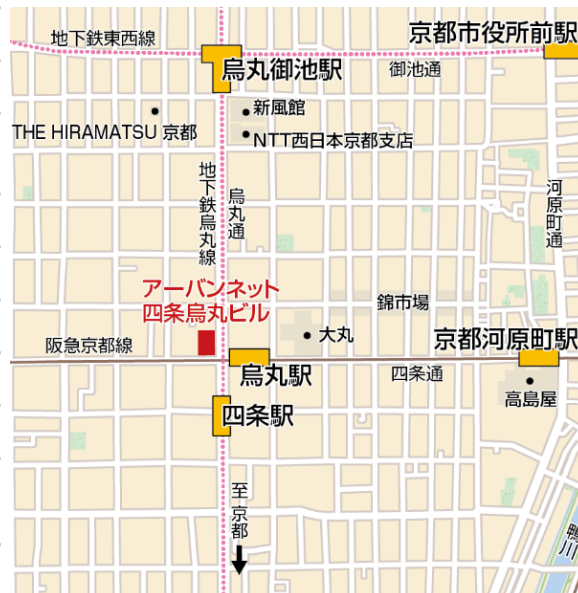 地下鉄東西線
京都市役所前駅
烏丸御池駅
御池通
新風館
THE HIRAMATSU 京都
NTT西日本京都支店
地下鉄烏丸線
烏丸通
河原町通
アーバンネット
四条烏丸ビル
錦市場
大丸
阪急京都線
京都河原町駅
烏丸駅
四条通
高島屋
四条駅
至 京都
鴨川